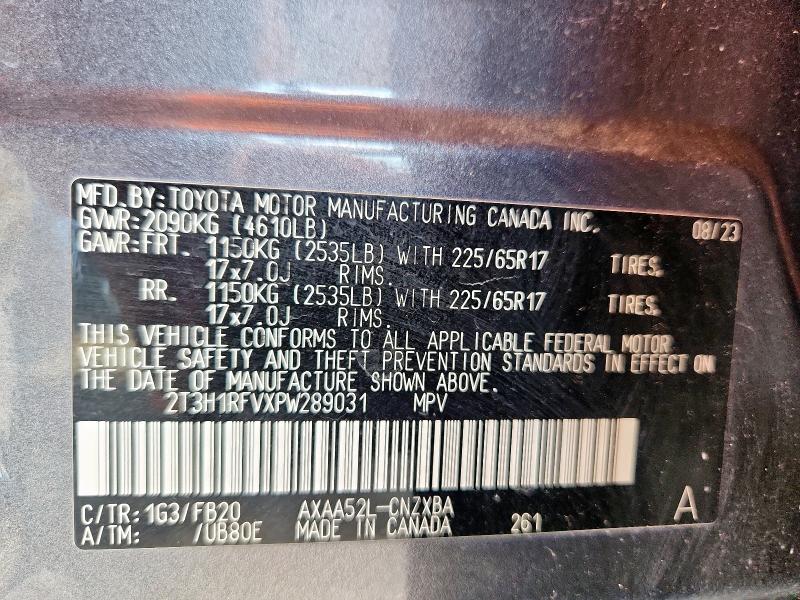 MFD.BY:TOYOTA MOTOR MANUFACTURING CANADA INC. 08/23
GVWR:2090KG (4610LB)
GAWR:FRT. 1150KG (2535LB) WITH 225/65R17 TIRES.
17x7.0J RIMS.
RR. 1150KG (2535LB) WITH 225/65R17 TIRES.
17x7.0J RIMS.
THIS VEHICLE CONFORMS TO ALL APPLICABLE FEDERAL MOTOR
VEHICLE SAFETY AND THEFT PREVENTION STANDARDS IN EFFECT ON
THE DATE OF MANUFACTURE SHOWN ABOVE.
2T3H1RFVXPW289031 MPV
C/TR:1G3/FB20 AXAA52L-CNZXBA
A/TM: /UB80E MADE IN CANADA 261 A